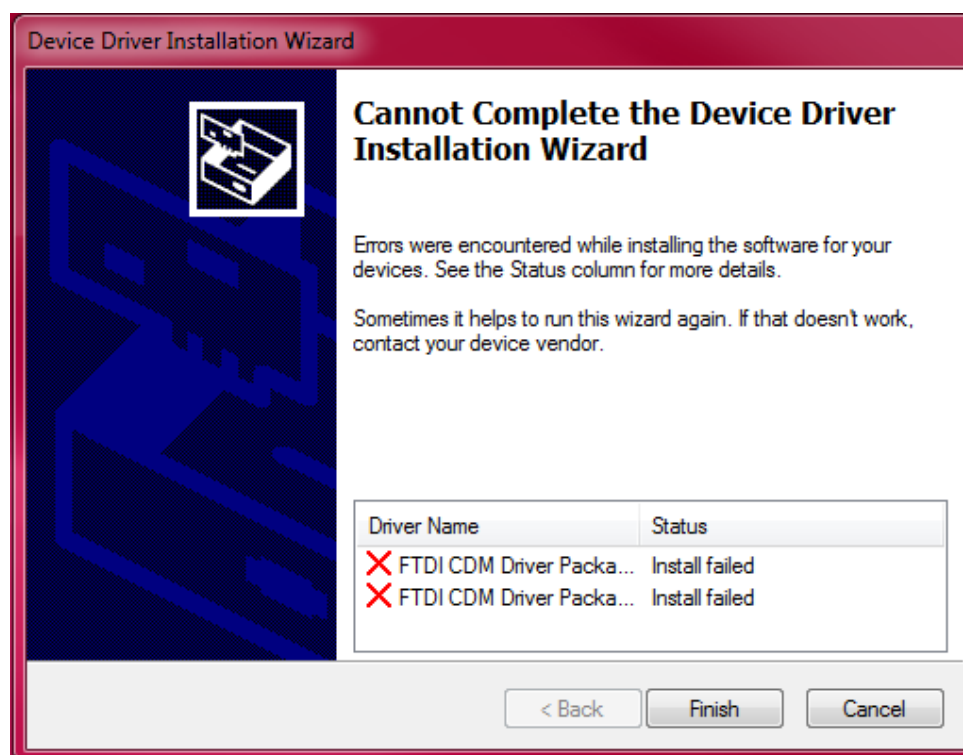 Device Driver Installation Wizard
Cannot Complete the Device Driver
Installation Wizard
Errors were encountered while installing the software for your
devices. See the Status column for more details.
Sometimes it helps to run this wizard again. If that doesn't work,
contact your device vendor.
Driver Name Status
FTDI CDM Driver Packa... Install failed
FTDI CDM Driver Packa... Install failed
< Back Finish Cancel